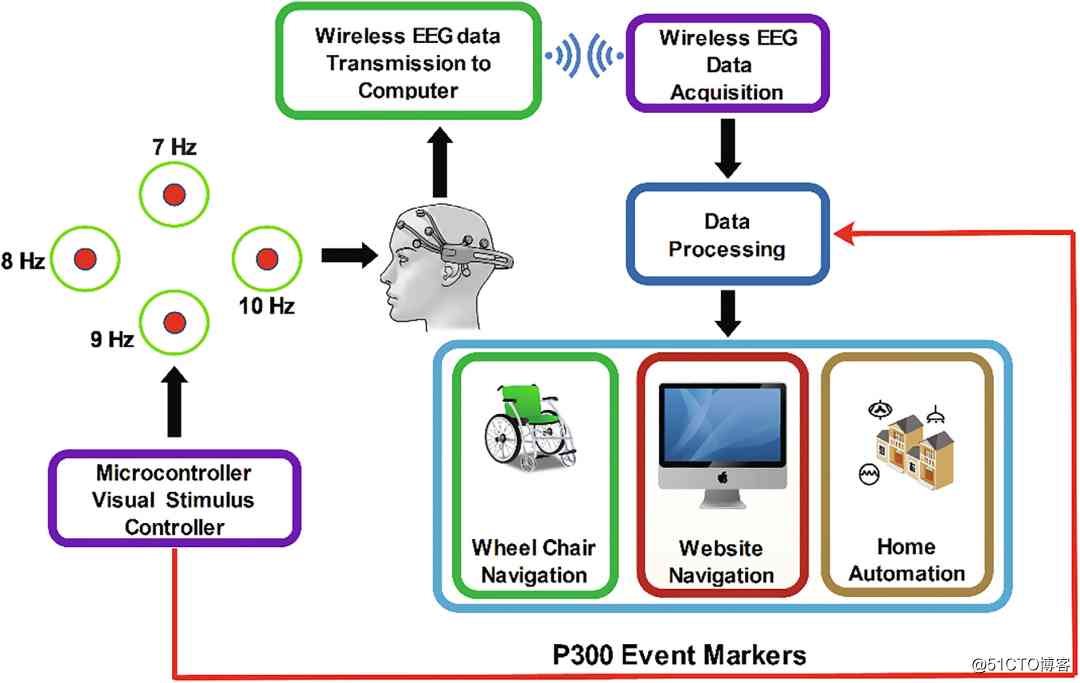 Wireless EEG data
Transmission to
Computer
Wireless EEG
Data
Acquisition
7 Hz
8 Hz
10 Hz
9 Hz
Data
Processing
Microcontroller
Visual Stimulus
Controller
Wheel Chair
Navigation
Website
Navigation
Home
Automation
P300 Event Markers
@51CTO博客